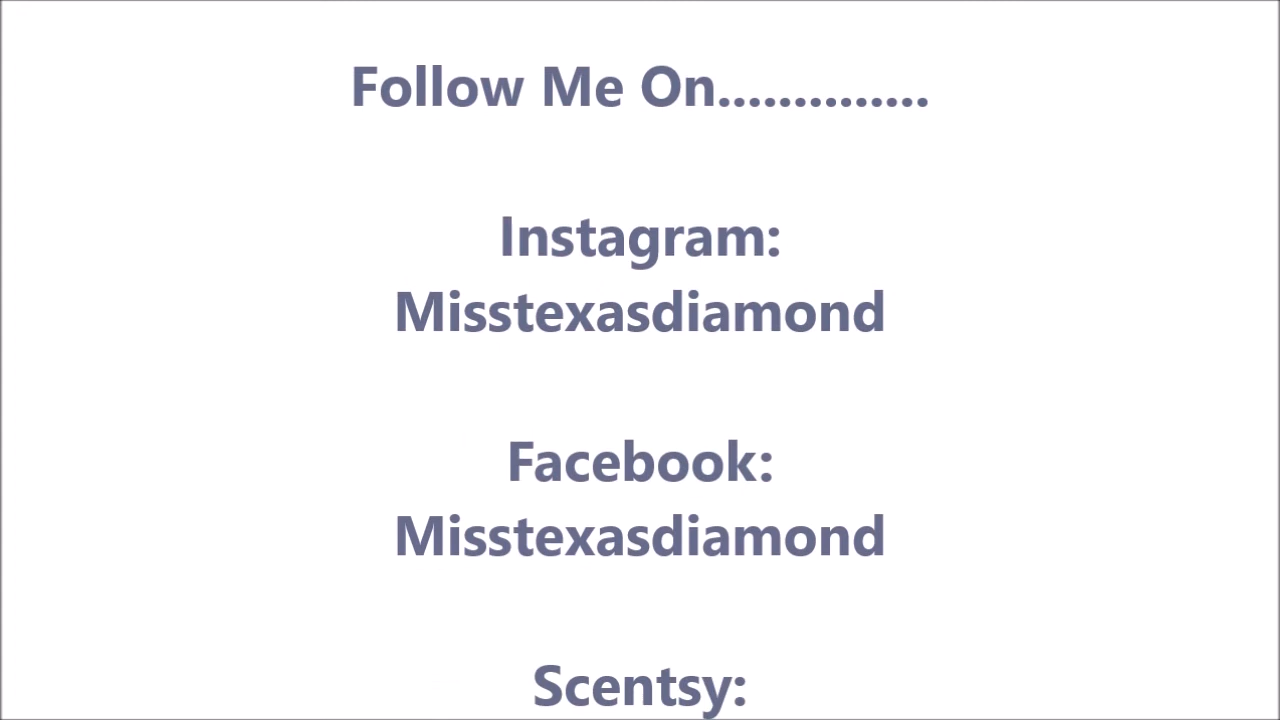 Follow Me On..............
Instagram:
Misstexasdiamond
Facebook:
Misstexasdiamond
Scentsy: